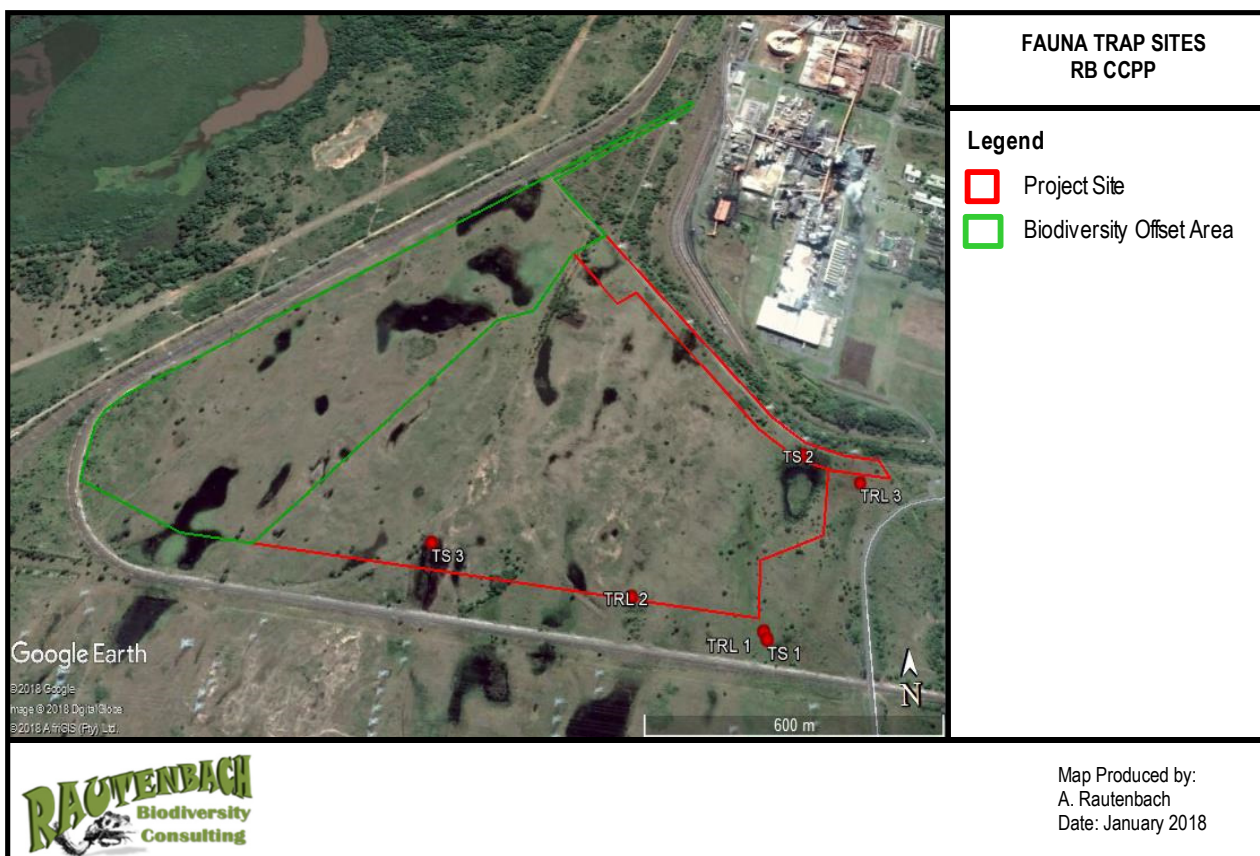 FAUNA TRAP SITES
RB CCPP
Legend
Project Site
Biodiversity Offset Area
TS 2
TRL 3
TS 3
TRL 2
TRL 1
TS 1
Google Earth
© 2018 Google
Image © 2018 DigitalGlobe
© 2018 AfriGIS (Pty) Ltd.
N
600 m
RAUTENBACH
Biodiversity
Consulting
Map Produced by:
A. Rautenbach
Date: January 2018